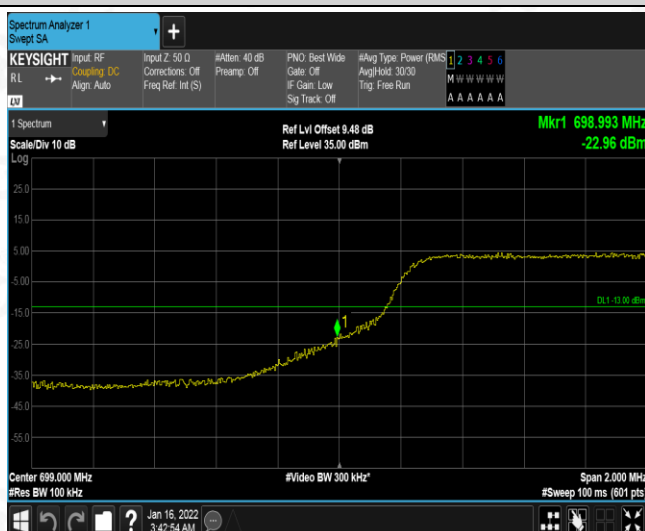 Spectrum Analyzer 1
Swept SA
+
KEYSIGHT
RL
LXI
Input: RF
Coupling: DC
Align: Auto
Input Z: 50 Ω
Corrections: Off
Freq Ref: Int (S)
#Atten: 40 dB
Preamp: Off
PNO: Best Wide
Gate: Off
IF Gain: Low
Sig Track: Off
#Avg Type: Power (RMS
Avg|Hold: 30/30
Trig: Free Run
1 2 3 4 5 6
M W W W W W
A A A A A A
1 Spectrum
Scale/Div 10 dB
Log
Ref Lvl Offset 9.48 dB
Ref Level 35.00 dBm
Mkr1 698.993 MHz
-22.96 dBm
25.0
15.0
5.00
-5.00
DL1 -13.00 dBm
-15.0
1
-25.0
-35.0
-45.0
-55.0
Center 699.000 MHz
#Res BW 100 kHz
#Video BW 300 kHz*
Span 2.000 MHz
#Sweep 100 ms (601 pts)
?
Jan 16, 2022
3:42:54 AM